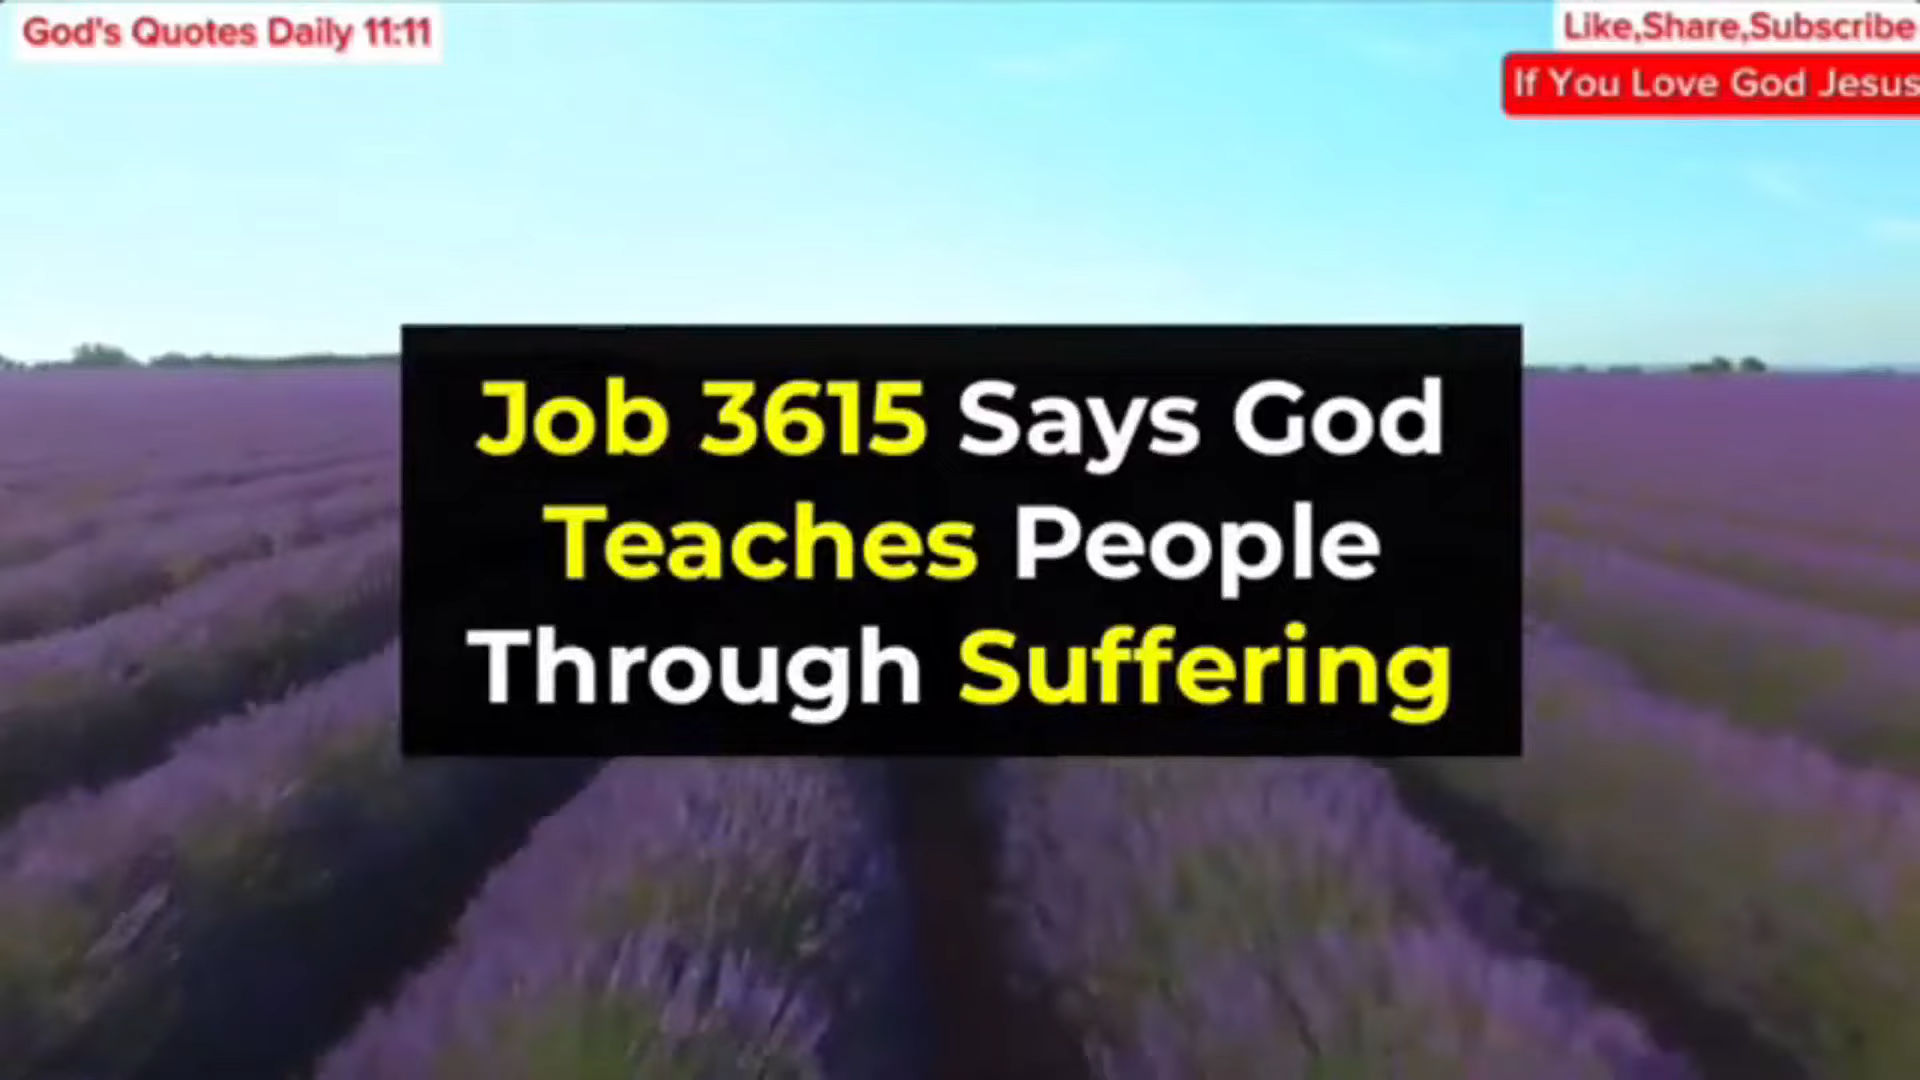 God's Quotes Daily 11:11
Like,Share,Subscribe
If You Love God Jesus
Job 3615 Says God
Teaches People
Through Suffering